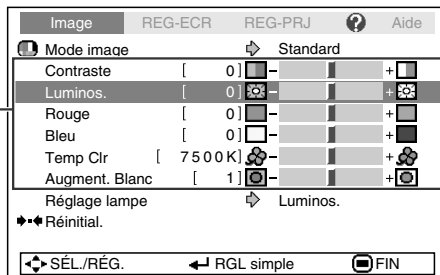 Image REG-ECR REG-PRJ ? Aide
Mode image Standard
Contraste [ 0] - +
Luminos. [ 0] - +
Rouge [ 0] - +
Bleu [ 0] - +
Temp Clr [ 7500K] - +
Augment. Blanc [ 1] - +
Réglage lampe Luminos.
Réinitial.
SÉL./RÉG. RGL simple FIN